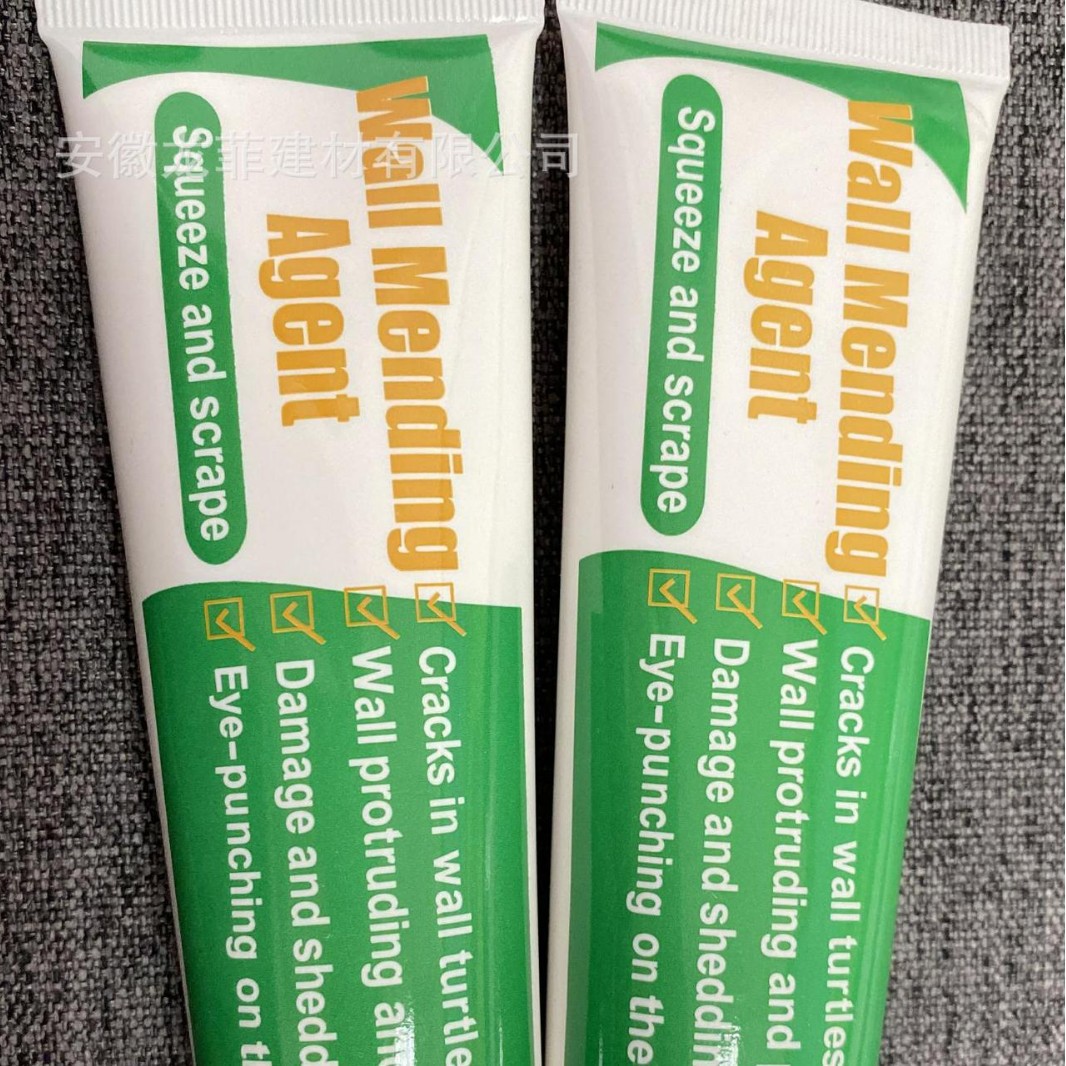 安徽 菲建材有限公司
Wall Mending
Agent
Squeeze and scrape
Cracks in wall turtle
Wall protruding an
Damage and shedd
Eye-punching on t
Wall Mending
Agent
Squeeze and scrape
Cracks in wall turtles
Wall protruding and
Damage and sheddin
Eye-punching on the